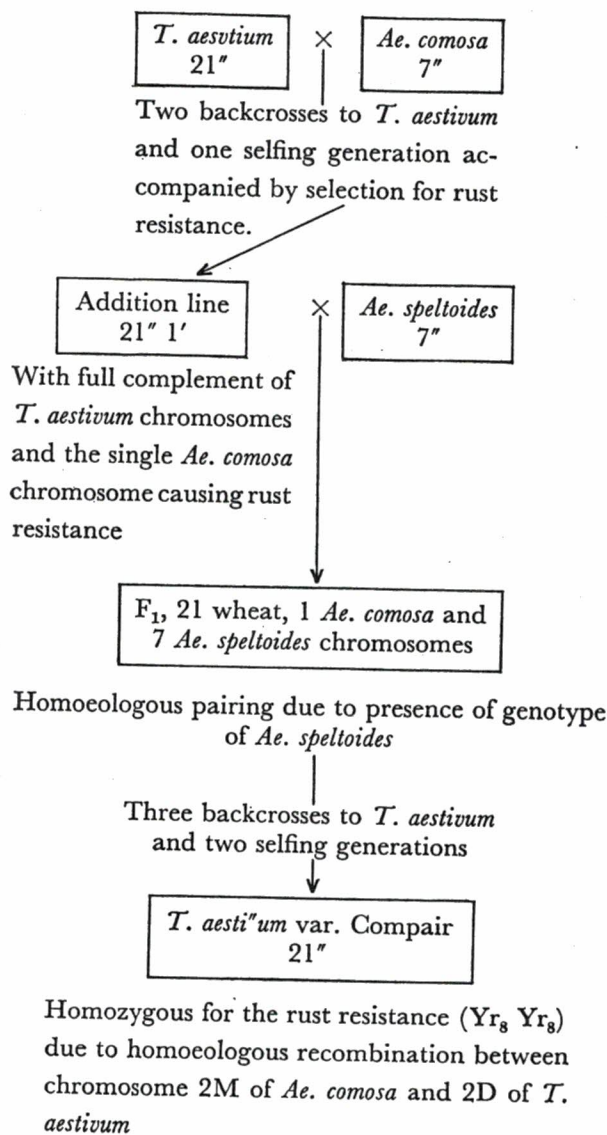 T. aesvtium × Ae. comosa
21″ 7″
Two backcrosses to T. aestivum
and one selfing generation ac-
companied by selection for rust
resistance.
Addition line × Ae. speltoides
21″ 1′ 7″
With full complement of
T. aestivum chromosomes
and the single Ae. comosa
chromosome causing rust
resistance
F₁, 21 wheat, 1 Ae. comosa and
7 Ae. speltoides chromosomes
Homoeologous pairing due to presence of genotype
of Ae. speltoides
Three backcrosses to T. aestivum
and two selfing generations
T. aesti″um var. Compair
21″
Homozygous for the rust resistance (Yr₈ Yr₈)
due to homoeologous recombination between
chromosome 2M of Ae. comosa and 2D of T.
aestivum